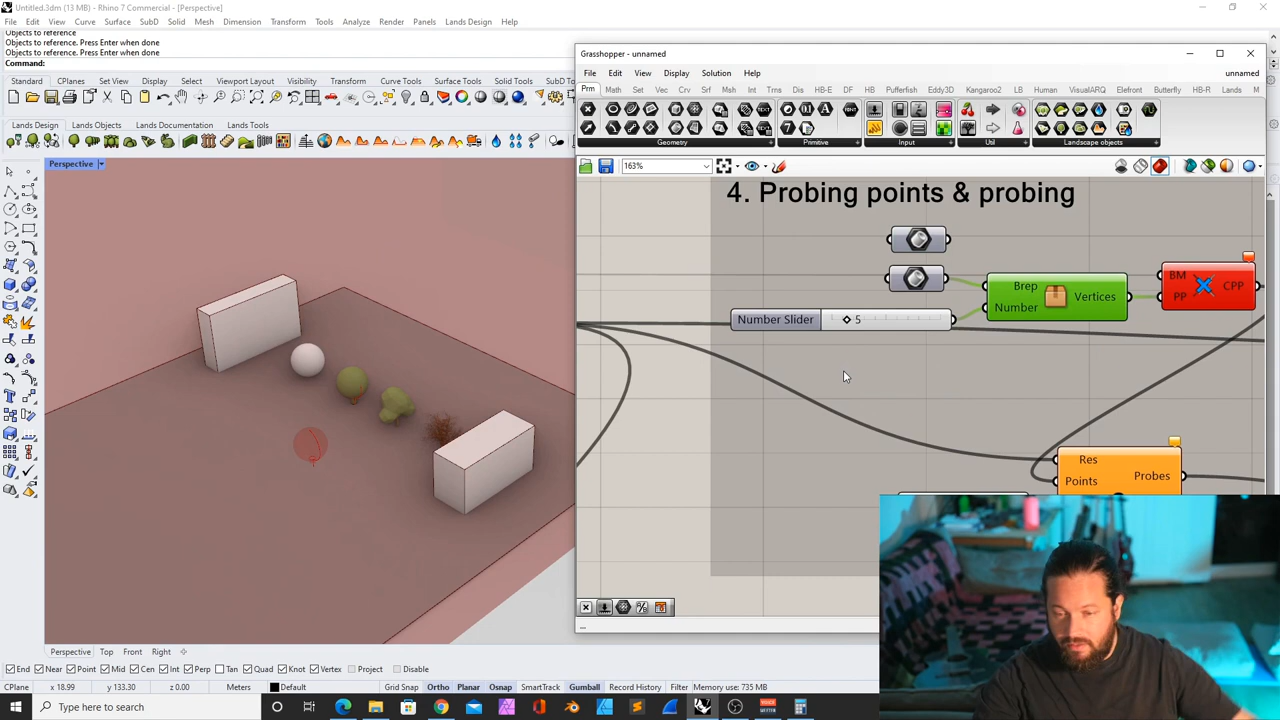 Untitled.3dm (13 MB) - Rhino 7 Commercial - [Perspective]
File Edit View Curve Surface SubD Solid Mesh Dimension Transform Tools Analyze Render Panels Lands Design Help
Objects to reference
Objects to reference. Press Enter when done
Objects to reference. Press Enter when done
Command:
Standard CPlanes Set View Display Select Viewport Layout Visibility Transform Curve Tools Surface Tools Solid Tools SubD
Lands Design Lands Objects Lands Documentation Lands Tools
Perspective
Grasshopper - unnamed
File Edit View Display Solution Help unnamed
Prm Math Set Vec Crv Srf Msh Int Trns Dis HB-E DF HB Pufferfish Eddy3D Kangaroo2 LB Human VisualARQ Elefront Butterfly HB-R Lands M
Geometry Primitive Input Util Landscape objects
163%
4. Probing points & probing
Brep
Number
Vertices
BM
PP
CPP
Number Slider 5
Res
Points
Probes
Perspective Top Front Right
End Near Point Mid Cen Int Perp Tan Quad Knot Vertex Project Disable
CPlane x 18.99 y 133.30 z 0.00 Meters Default Grid Snap Ortho Planar Osnap SmartTrack Gumball Record History Filter Memory use: 735 MB
Type here to search